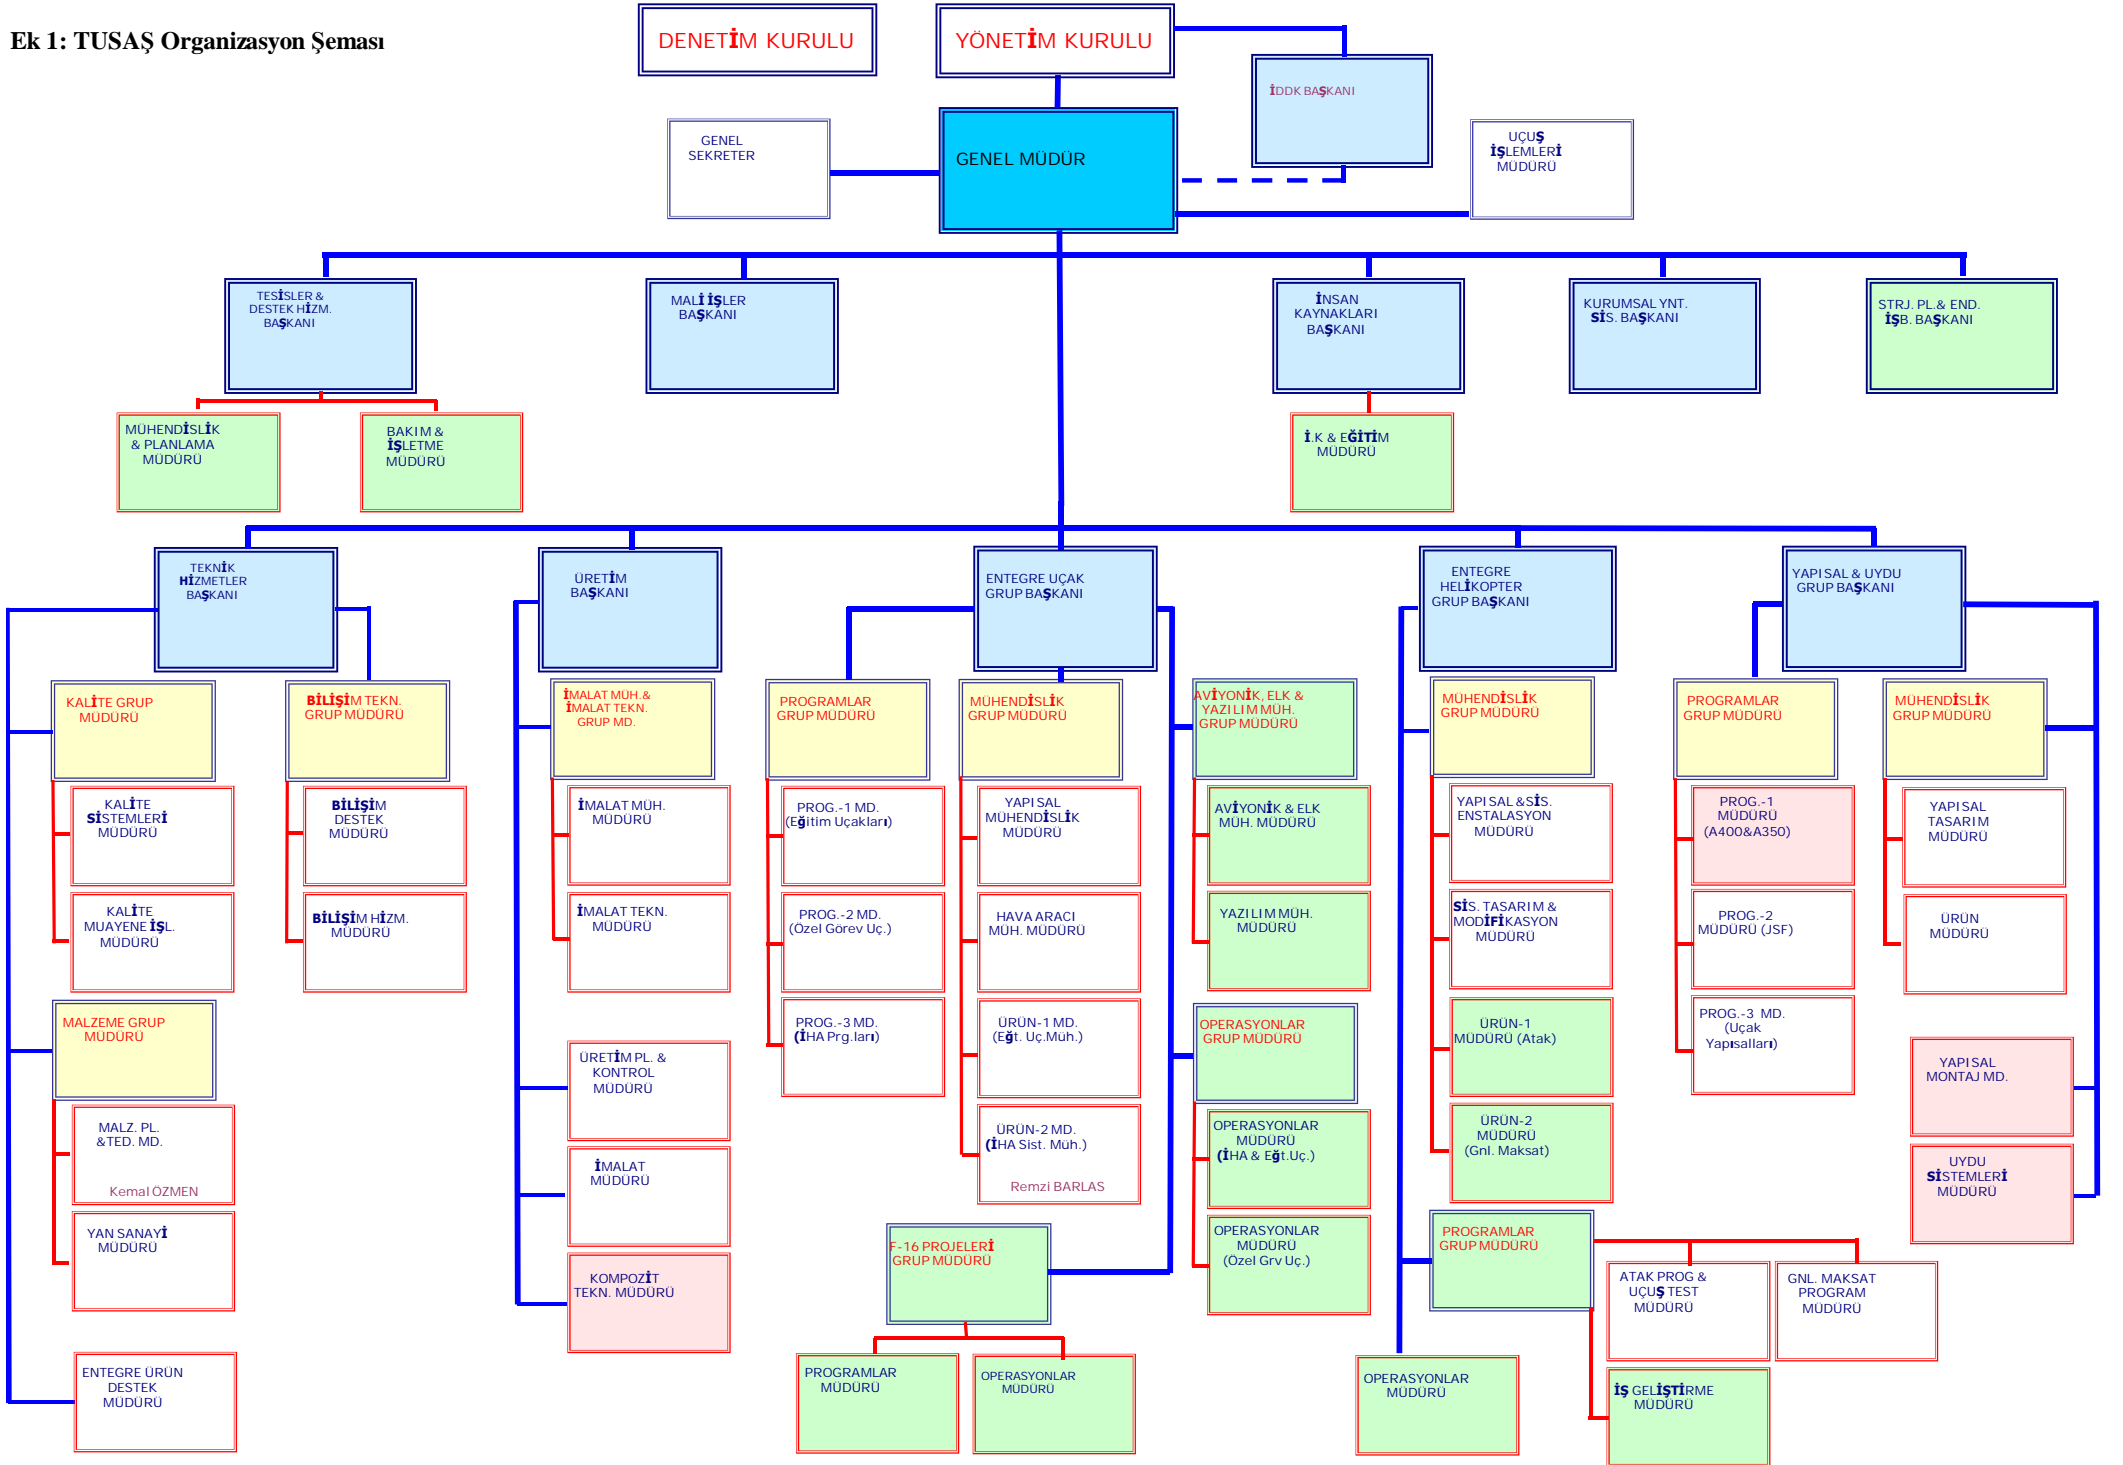 Ek 1: TUSAŞ Organizasyon Şeması
DENETİM KURULU
YÖNETİM KURULU
İDDK BAŞKANI
GENEL
SEKRETER
GENEL MÜDÜR
UÇUŞ
İŞLEMLERİ
MÜDÜRÜ
TESİSLER &
DESTEK HİZM.
BAŞKANI
MALİ İŞLER
BAŞKANI
İNSAN
KAYNAKLARI
BAŞKANI
KURUMSAL YNT.
SİS. BAŞKANI
STRJ. PL.& END.
İŞB. BAŞKANI
MÜHENDİSLİK
& PLANLAMA
MÜDÜRÜ
BAKIM &
İŞLETME
MÜDÜRÜ
İ.K & EĞİTİM
MÜDÜRÜ
TEKNİK
HİZMETLER
BAŞKANI
ÜRETİM
BAŞKANI
ENTEGRE UÇAK
GRUP BAŞKANI
ENTEGRE
HELİKOPTER
GRUP BAŞKANI
YAPISAL & UYDU
GRUP BAŞKANI
KALİTE GRUP
MÜDÜRÜ
BİLİŞİM TEKN.
GRUP MÜDÜRÜ
İMALAT MÜH.&
İMALAT TEKN.
GRUP MD.
PROGRAMLAR
GRUP MÜDÜRÜ
MÜHENDİSLİK
GRUP MÜDÜRÜ
AVİYONİK, ELK &
YAZILIM MÜH.
GRUP MÜDÜRÜ
MÜHENDİSLİK
GRUP MÜDÜRÜ
PROGRAMLAR
GRUP MÜDÜRÜ
MÜHENDİSLİK
GRUP MÜDÜRÜ
KALİTE
SİSTEMLERİ
MÜDÜRÜ
BİLİŞİM
DESTEK
MÜDÜRÜ
İMALAT MÜH.
MÜDÜRÜ
PROG.-1 MD.
(Eğitim Uçakları)
YAPISAL
MÜHENDİSLİK
MÜDÜRÜ
AVİYONİK & ELK
MÜH. MÜDÜRÜ
YAPISAL &SİS.
ENSTALASYON
MÜDÜRÜ
PROG.-1
MÜDÜRÜ
(A400&A350)
YAPISAL
TASARIM
MÜDÜRÜ
KALİTE
MUAYENE İŞL.
MÜDÜRÜ
BİLİŞİM HİZM.
MÜDÜRÜ
İMALAT TEKN.
MÜDÜRÜ
PROG.-2 MD.
(Özel Görev Uç.)
HAVA ARACI
MÜH. MÜDÜRÜ
YAZILIM MÜH.
MÜDÜRÜ
SİS. TASARIM &
MODİFİKASYON
MÜDÜRÜ
PROG.-2
MÜDÜRÜ (JSF)
ÜRÜN
MÜDÜRÜ
MALZEME GRUP
MÜDÜRÜ
PROG.-3 MD.
(İHA Prg.ları)
ÜRÜN-1 MD.
(Eğt. Uç.Müh.)
OPERASYONLAR
GRUP MÜDÜRÜ
ÜRÜN-1
MÜDÜRÜ (Atak)
PROG.-3 MD.
(Uçak
Yapısalları)
ÜRETİM PL. &
KONTROL
MÜDÜRÜ
YAPISAL
MONTAJ MD.
MALZ. PL.
&TED. MD.
Kemal ÖZMEN
İMALAT
MÜDÜRÜ
ÜRÜN-2 MD.
(İHA Sist. Müh.)
Remzi BARLAS
OPERASYONLAR
MÜDÜRÜ
(İHA & Eğt.Uç.)
ÜRÜN-2
MÜDÜRÜ
(Gnl. Maksat)
UYDU
SİSTEMLERİ
MÜDÜRÜ
YAN SANAYİ
MÜDÜRÜ
KOMPOZİT
TEKN. MÜDÜRÜ
F-16 PROJELERİ
GRUP MÜDÜRÜ
OPERASYONLAR
MÜDÜRÜ
(Özel Grv Uç.)
PROGRAMLAR
GRUP MÜDÜRÜ
ATAK PROG &
UÇUŞ TEST
MÜDÜRÜ
GNL. MAKSAT
PROGRAM
MÜDÜRÜ
ENTEGRE ÜRÜN
DESTEK
MÜDÜRÜ
PROGRAMLAR
MÜDÜRÜ
OPERASYONLAR
MÜDÜRÜ
OPERASYONLAR
MÜDÜRÜ
İŞ GELİŞTİRME
MÜDÜRÜ